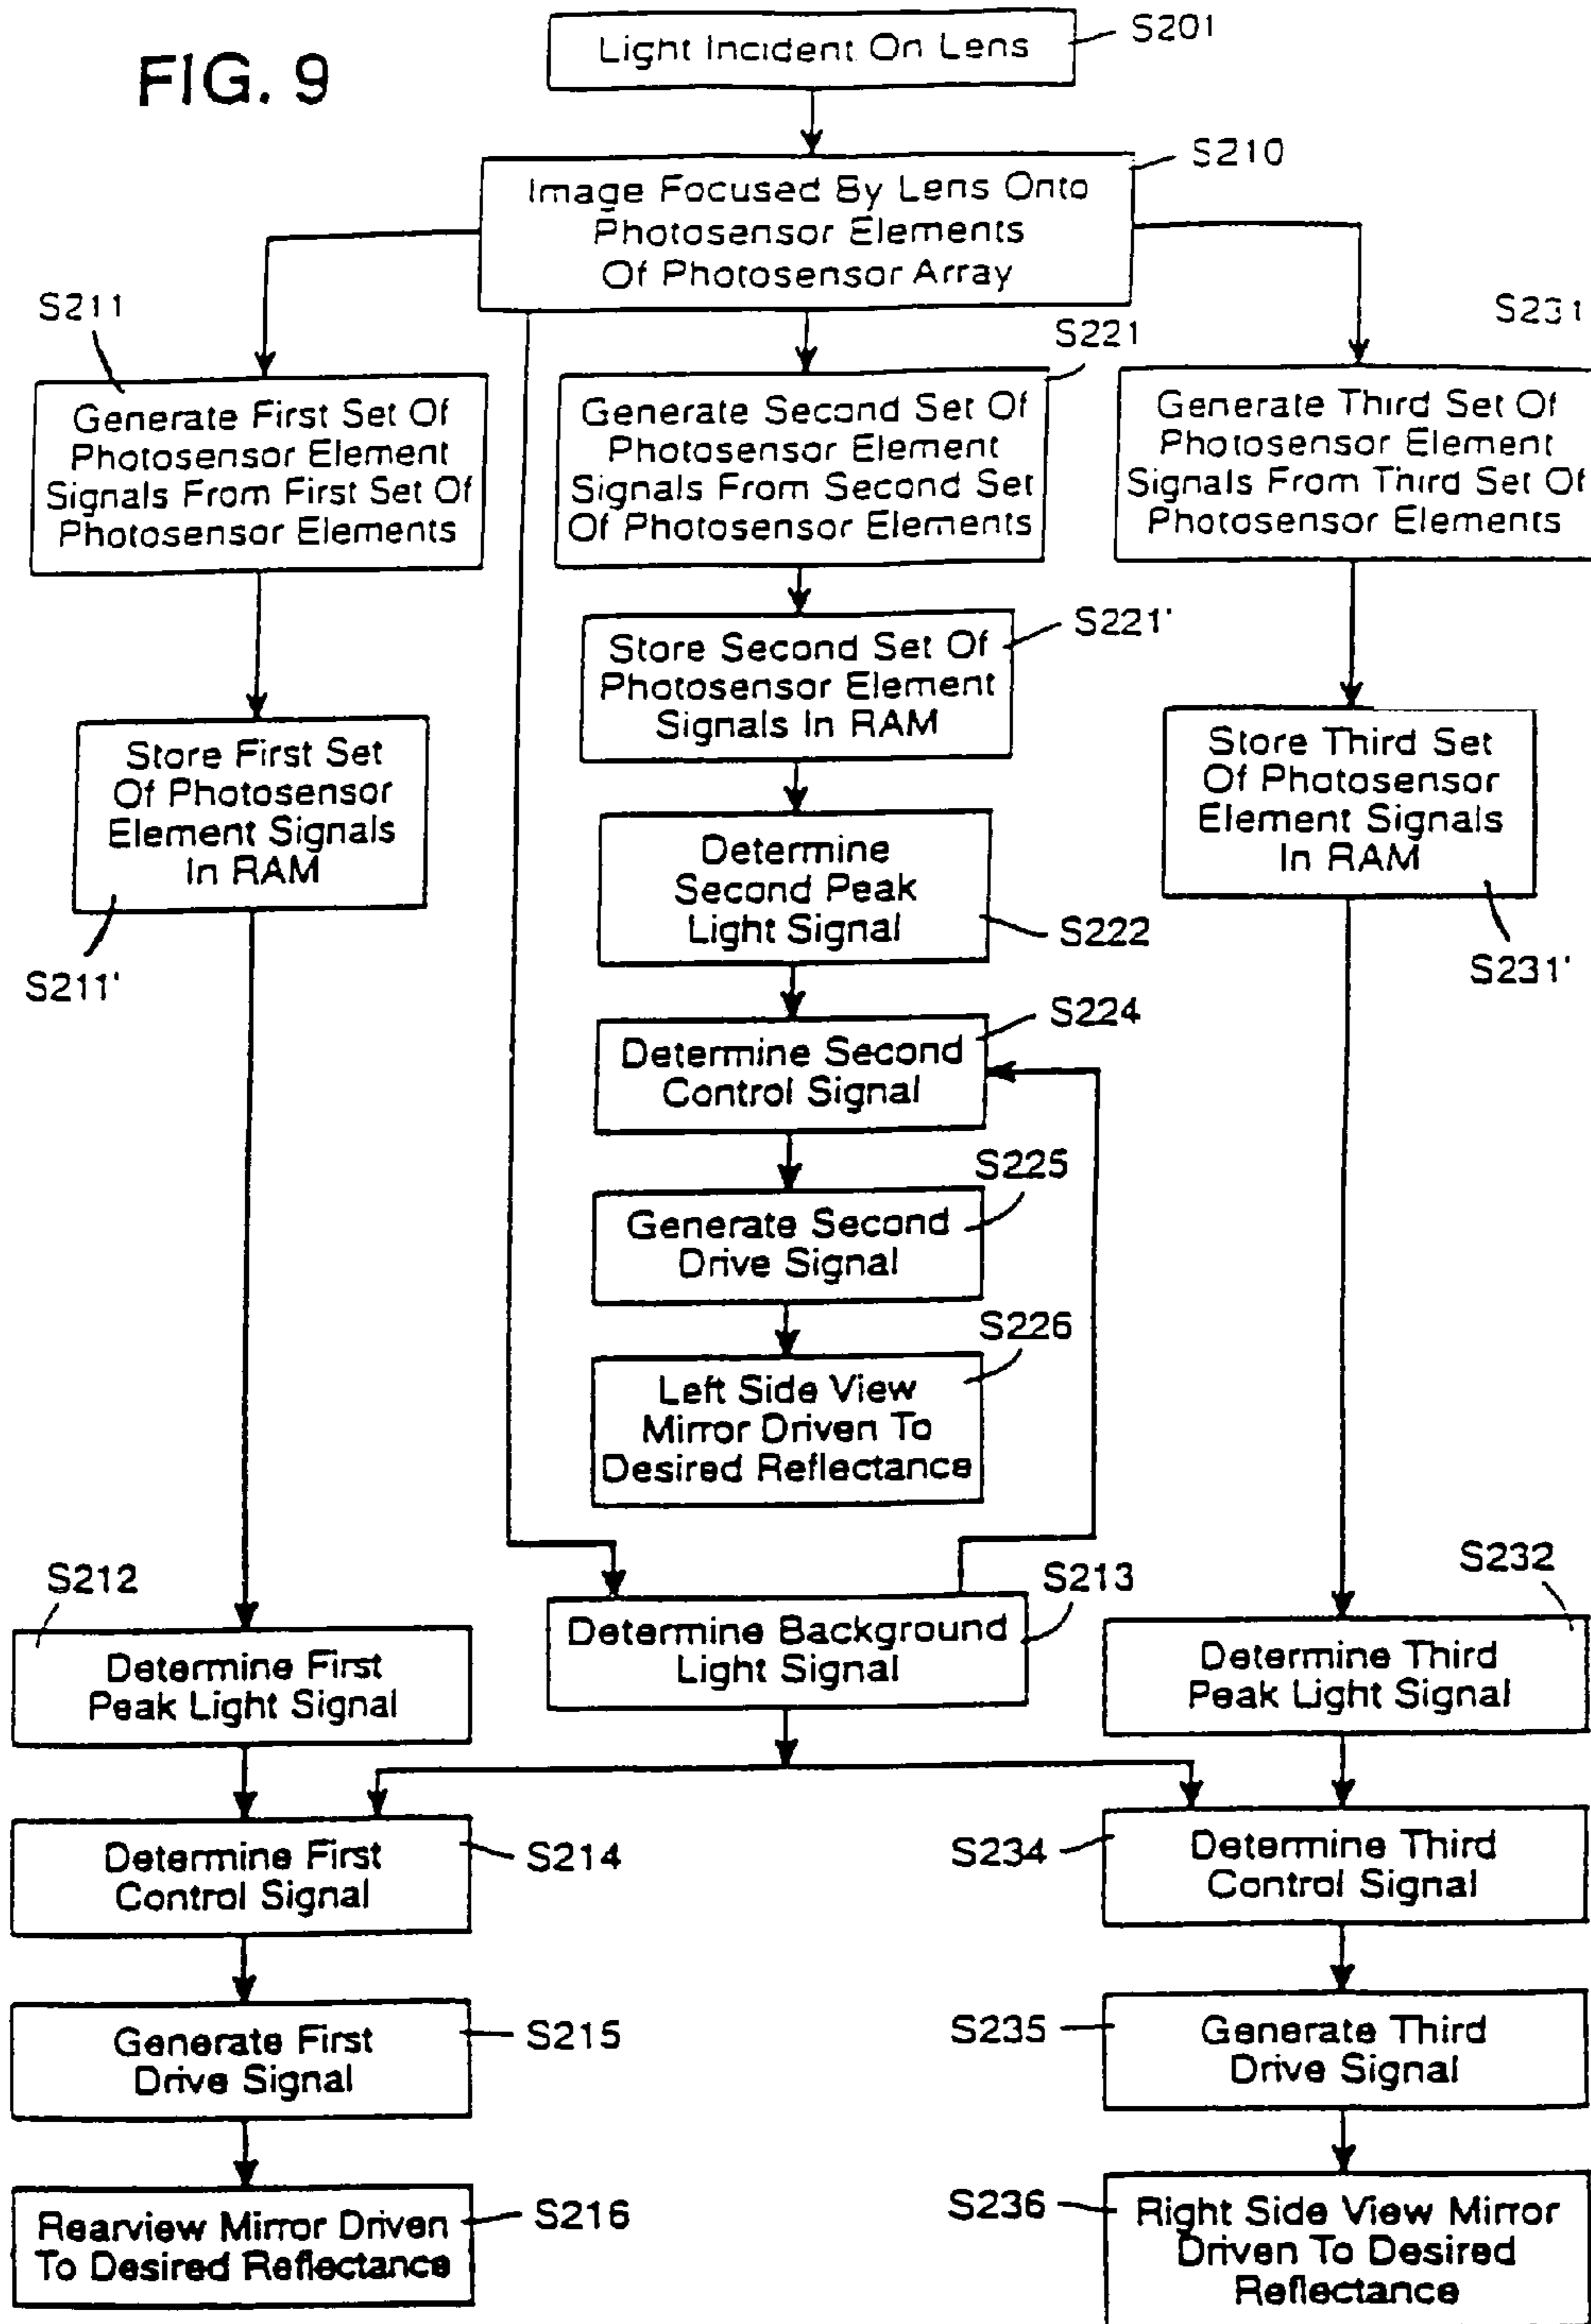 FIG. 9
Light Incident On Lens
S201
S210
Image Focused By Lens Onto
Photosensor Elements
Of Photosensor Array
S211
Generate First Set Of
Photosensor Element
Signals From First Set Of
Photosensor Elements
S221
Generate Second Set Of
Photosensor Element
Signals From Second Set
Of Photosensor Elements
S231
Generate Third Set Of
Photosensor Element
Signals From Third Set Of
Photosensor Elements
Store First Set
Of Photosensor
Element Signals
In RAM
S211'
S221'
Store Second Set Of
Photosensor Element
Signals In RAM
Store Third Set
Of Photosensor
Element Signals
In RAM
S231'
Determine
Second Peak
Light Signal
S222
S224
Determine Second
Control Signal
S225
Generate Second
Drive Signal
S226
Left Side View
Mirror Driven To
Desired Reflectance
S212
Determine First
Peak Light Signal
S213
Determine Background
Light Signal
S232
Determine Third
Peak Light Signal
Determine First
Control Signal
S214
S234
Determine Third
Control Signal
Generate First
Drive Signal
S215
S235
Generate Third
Drive Signal
Rearview Mirror Driven
To Desired Reflectance
S216
S236
Right Side View Mirror
Driven To Desired
Reflectance